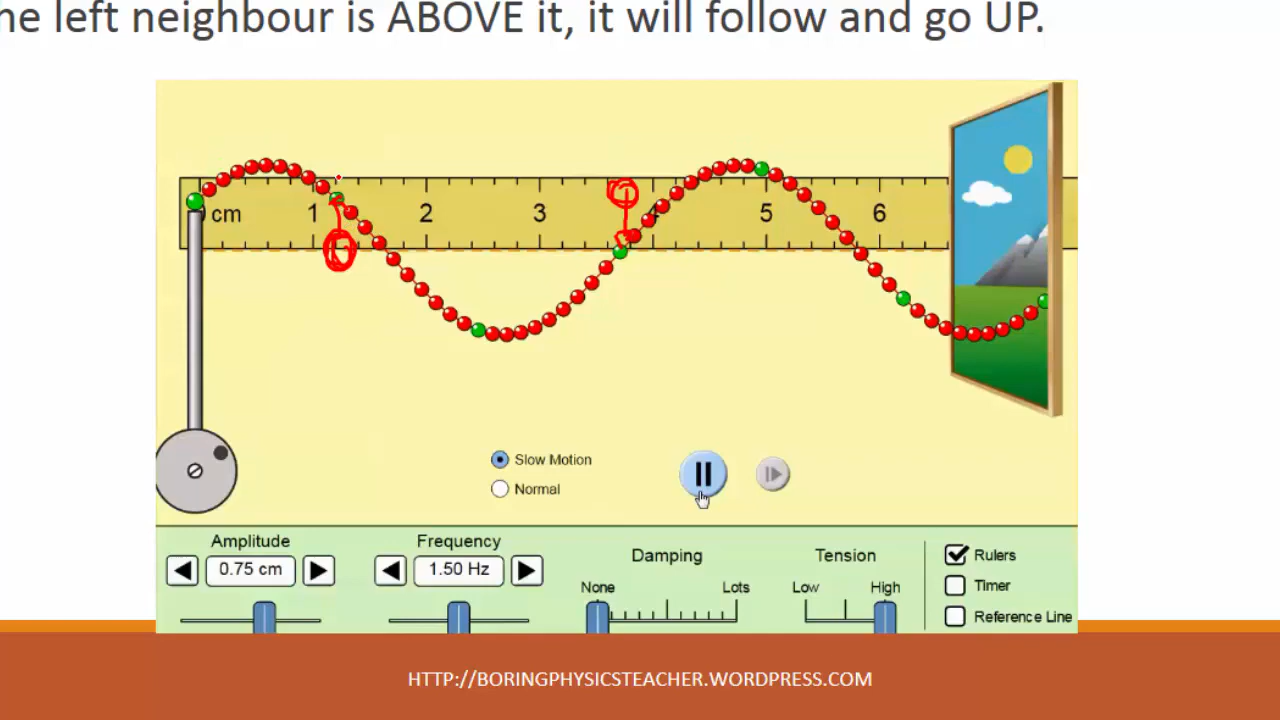 he left neighbour is ABOVE it, it will follow and go UP.
cm 1 2 3 4 5 6
Slow Motion
Normal
Amplitude
0.75 cm
Frequency
1.50 Hz
Damping
None Lots
Tension
Low High
Rulers
Timer
Reference Line
HTTP://BORINGPHYSICSTEACHER.WORDPRESS.COM